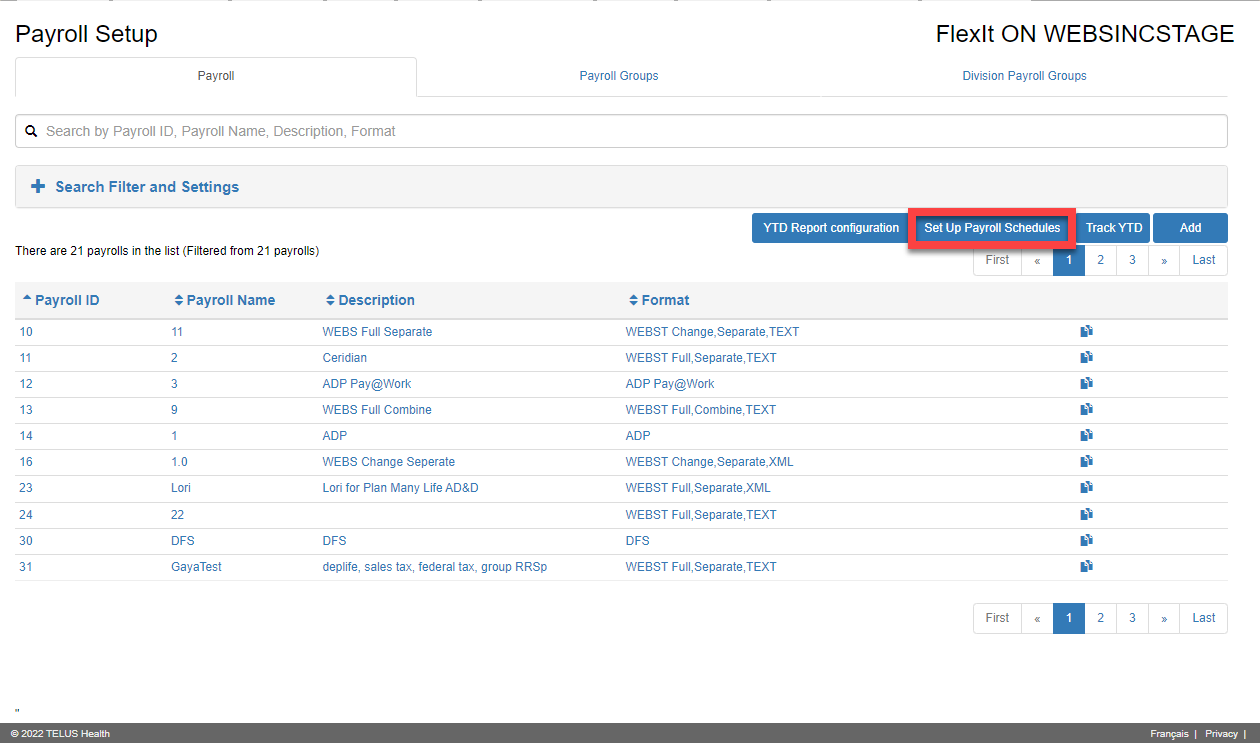 Payroll Setup FlexIt ON WEBSINCSTAGE
Payroll Payroll Groups Division Payroll Groups
Search by Payroll ID, Payroll Name, Description, Format
Search Filter and Settings
YTD Report configuration Set Up Payroll Schedules Track YTD Add
There are 21 payrolls in the list (Filtered from 21 payrolls)
First « 1 2 3 » Last
Payroll ID Payroll Name Description Format
10 11 WEBS Full Separate WEBST Change,Separate,TEXT
11 2 Ceridian WEBST Full,Separate,TEXT
12 3 ADP Pay@Work ADP Pay@Work
13 9 WEBS Full Combine WEBST Full,Combine,TEXT
14 1 ADP ADP
16 1.0 WEBS Change Seperate WEBST Change,Separate,XML
23 Lori Lori for Plan Many Life AD&D WEBST Full,Separate,XML
24 22 WEBST Full,Separate,TEXT
30 DFS DFS DFS
31 GayaTest deplife, sales tax, federal tax, group RRSp WEBST Full,Separate,TEXT
First « 1 2 3 » Last
"
© 2022 TELUS Health Français | Privacy |